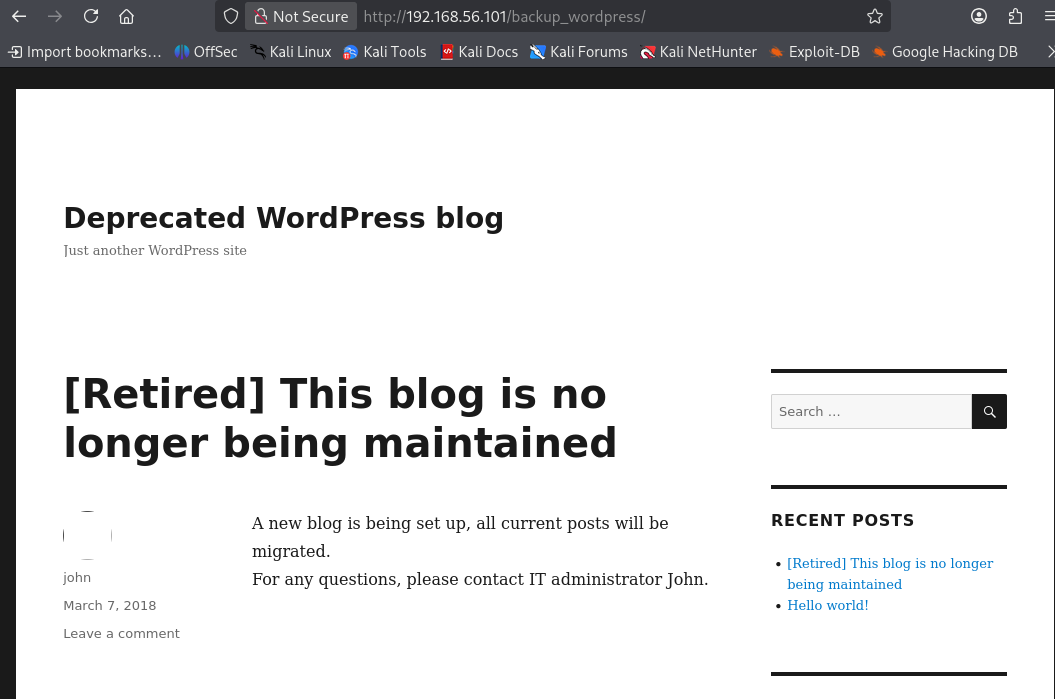 Not Secure http://192.168.56.101/backup_wordpress/
Import bookmarks... OffSec Kali Linux Kali Tools Kali Docs Kali Forums Kali NetHunter Exploit-DB Google Hacking DB
Deprecated WordPress blog
Just another WordPress site
[Retired] This blog is no
longer being maintained
john
March 7, 2018
Leave a comment
A new blog is being set up, all current posts will be
migrated.
For any questions, please contact IT administrator John.
Search …
RECENT POSTS
[Retired] This blog is no longer
being maintained
Hello world!